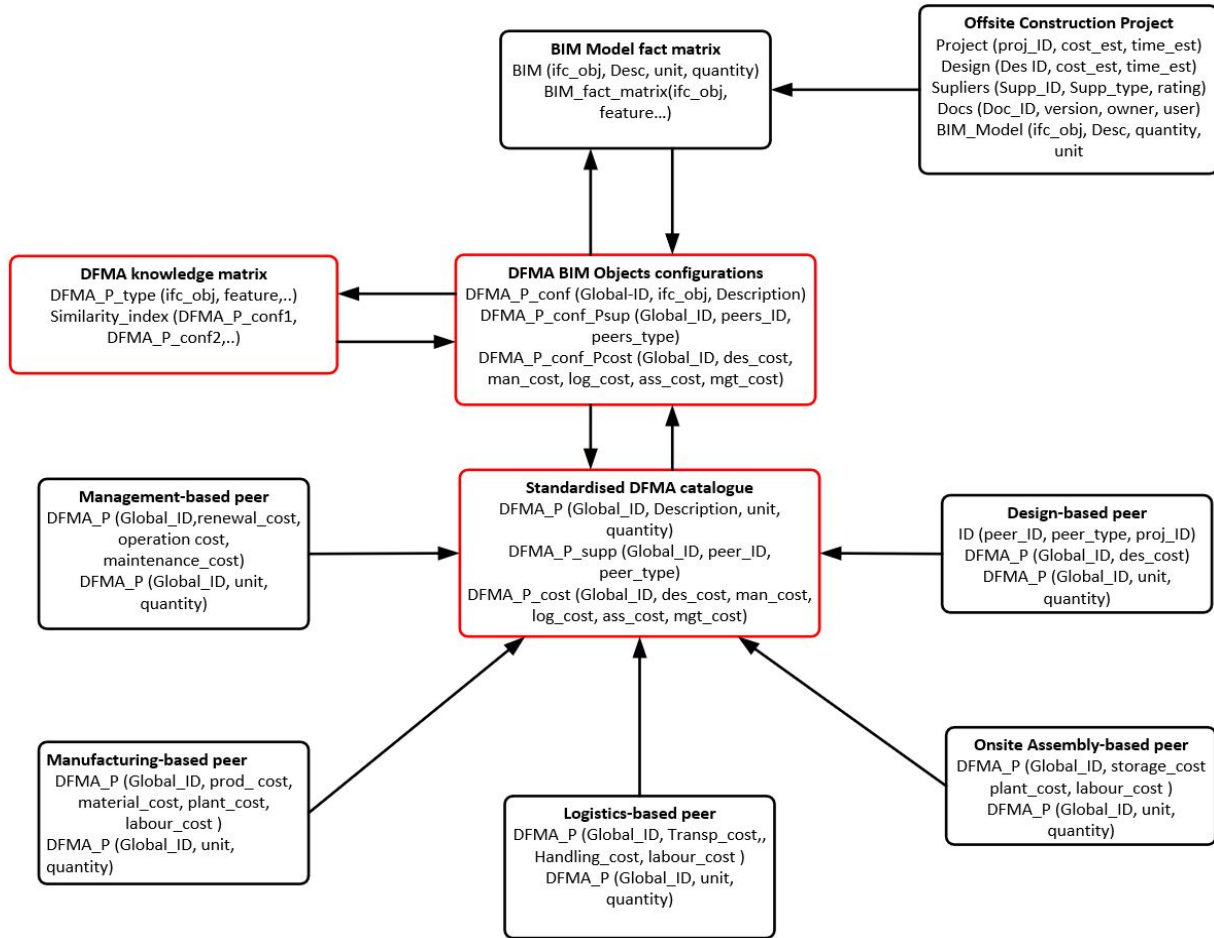 Offsite Construction Project
Project (proj_ID, cost_est, time_est)
Design (Des ID, cost_est, time_est)
Supliers (Supp_ID, Supp_type, rating)
Docs (Doc_ID, version, owner, user)
BIM_Model (ifc_obj, Desc, quantity,
unit
BIM Model fact matrix
BIM (ifc_obj, Desc, unit, quantity)
BIM_fact_matrix(ifc_obj,
feature...)
DFMA knowledge matrix
DFMA_P_type (ifc_obj, feature,..)
Similarity_index (DFMA_P_conf1,
DFMA_P_conf2,..)
DFMA BIM Objects configurations
DFMA_P_conf (Global-ID, ifc_obj, Description)
DFMA_P_conf_Psup (Global_ID, peers_ID,
peers_type)
DFMA_P_conf_Pcost (Global_ID, des_cost,
man_cost, log_cost, ass_cost, mgt_cost)
Management-based peer
DFMA_P (Global_ID,renewal_cost,
operation cost,
maintenance_cost)
DFMA_P (Global_ID, unit,
quantity)
Standardised DFMA catalogue
DFMA_P (Global_ID, Description, unit,
quantity)
DFMA_P_supp (Global_ID, peer_ID,
peer_type)
DFMA_P_cost (Global_ID, des_cost, man_cost,
log_cost, ass_cost, mgt_cost)
Design-based peer
ID (peer_ID, peer_type, proj_ID)
DFMA_P (Global_ID, des_cost)
DFMA_P (Global_ID, unit,
quantity)
Manufacturing-based peer
DFMA_P (Global_ID, prod_ cost,
material_cost, plant_cost,
labour_cost )
DFMA_P (Global_ID, unit,
quantity)
Logistics-based peer
DFMA_P (Global_ID, Transp_cost,,
Handling_cost, labour_cost )
DFMA_P (Global_ID, unit,
quantity)
Onsite Assembly-based peer
DFMA_P (Global_ID, storage_cost
plant_cost, labour_cost )
DFMA_P (Global_ID, unit,
quantity)